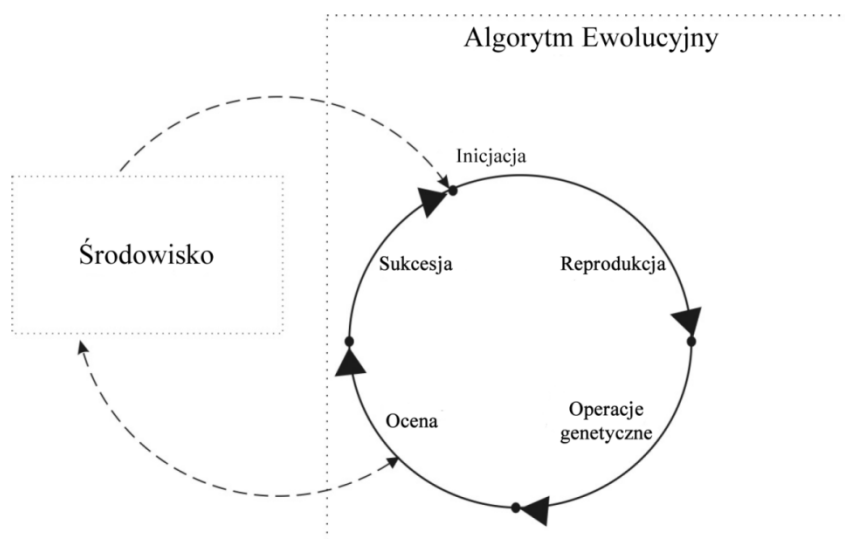 Algorytm Ewolucyjny
Inicjacja
Środowisko
Sukcesja
Reprodukcja
Ocena
Operacje
genetyczne